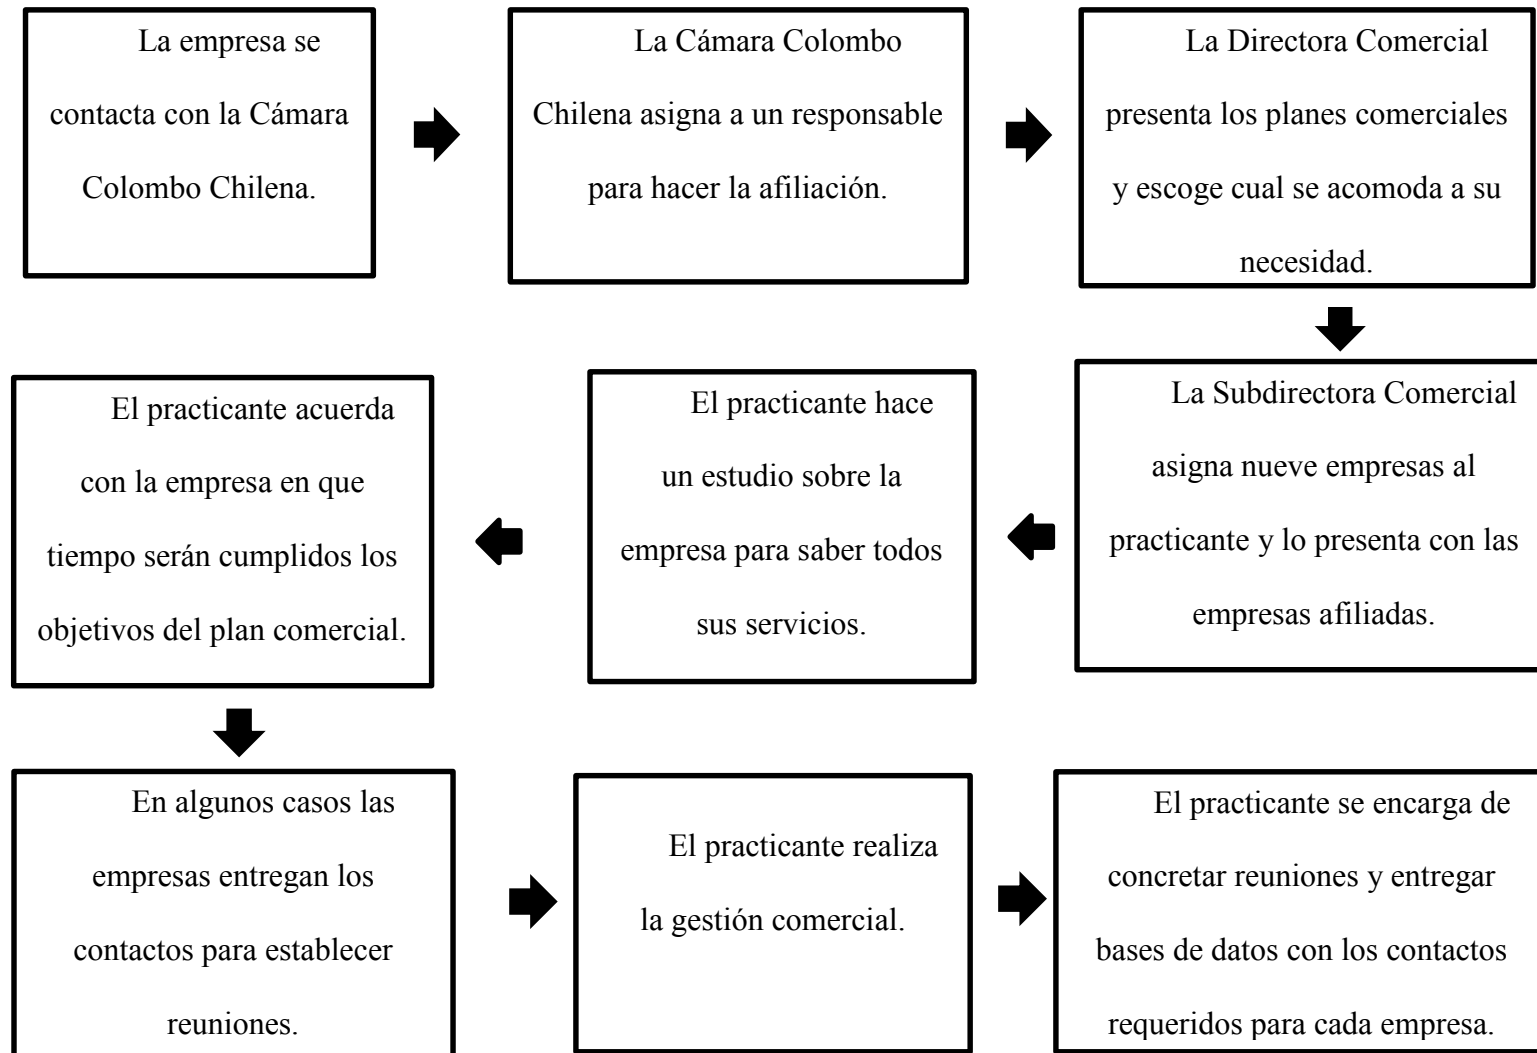 La empresa se
contacta con la Cámara
Colombo Chilena.
La Cámara Colombo
Chilena asigna a un responsable
para hacer la afiliación.
La Directora Comercial
presenta los planes comerciales
y escoge cual se acomoda a su
necesidad.
La Subdirectora Comercial
asigna nueve empresas al
practicante y lo presenta con las
empresas afiliadas.
El practicante hace
un estudio sobre la
empresa para saber todos
sus servicios.
El practicante acuerda
con la empresa en que
tiempo serán cumplidos los
objetivos del plan comercial.
En algunos casos las
empresas entregan los
contactos para establecer
reuniones.
El practicante realiza
la gestión comercial.
El practicante se encarga de
concretar reuniones y entregar
bases de datos con los contactos
requeridos para cada empresa.